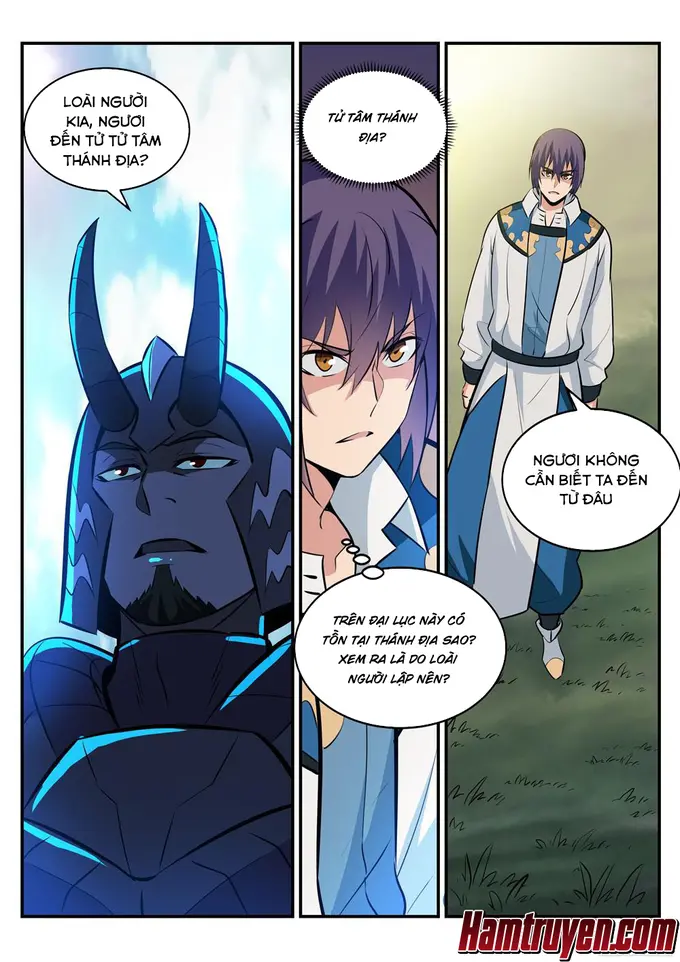 LOÀI NGƯỜI
KIA, NGƯƠI
ĐẾN TỪ TỬ TÂM
THÁNH ĐỊA?
TỬ TÂM THÁNH
ĐỊA?
TRÊN ĐẠI LỤC NÀY CÓ
TỒN TẠI THÁNH ĐỊA SAO?
XEM RA LÀ DO LOÀI
NGƯỜI LẬP NÊN?
NGƯƠI KHÔNG
CẦN BIẾT TA ĐẾN
TỪ ĐÂU
Hamtruyen.com